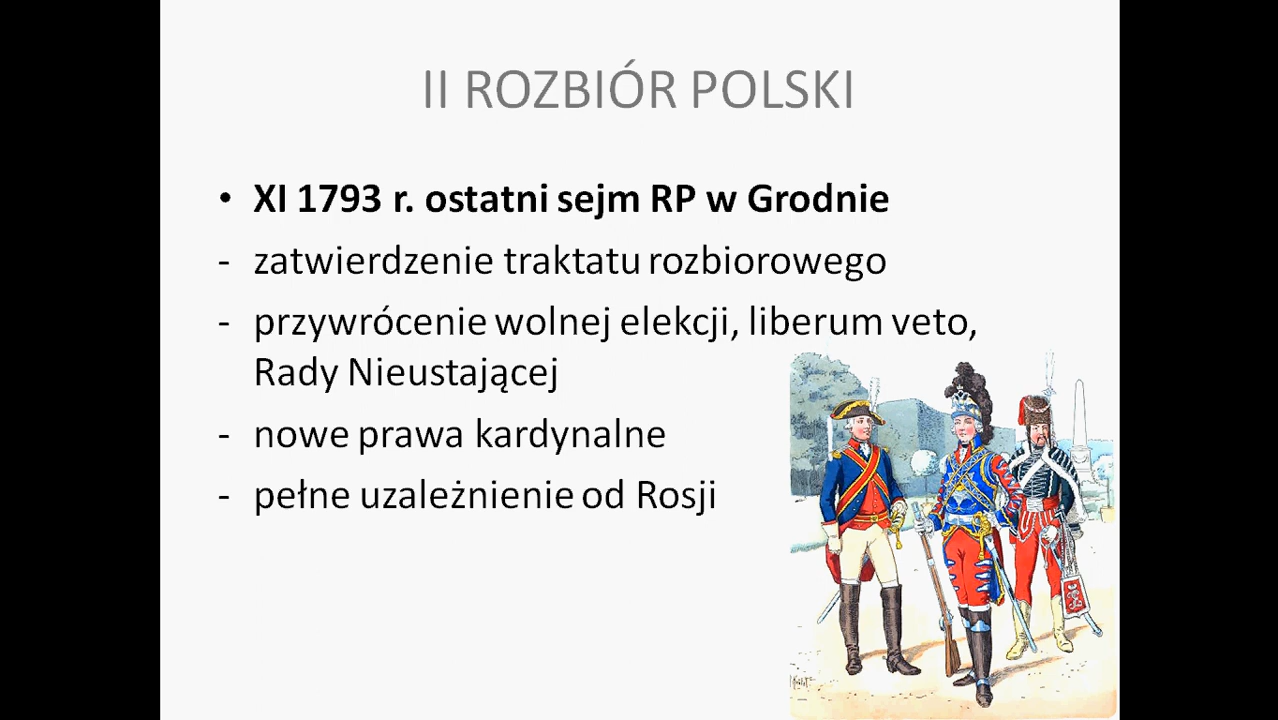 II ROZBIÓR POLSKI
• XI 1793 r. ostatni sejm RP w Grodnie
- zatwierdzenie traktatu rozbiorowego
- przywrócenie wolnej elekcji, liberum veto,
Rady Nieustającej
- nowe prawa kardynalne
- pełne uzależnienie od Rosji